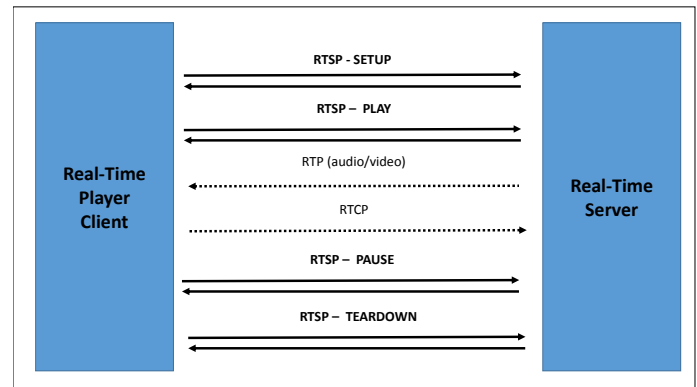 RTSP - SETUP
RTSP – PLAY
RTP (audio/video)
Real-Time
Player
Client
Real-Time
Server
RTCP
RTSP – PAUSE
RTSP – TEARDOWN